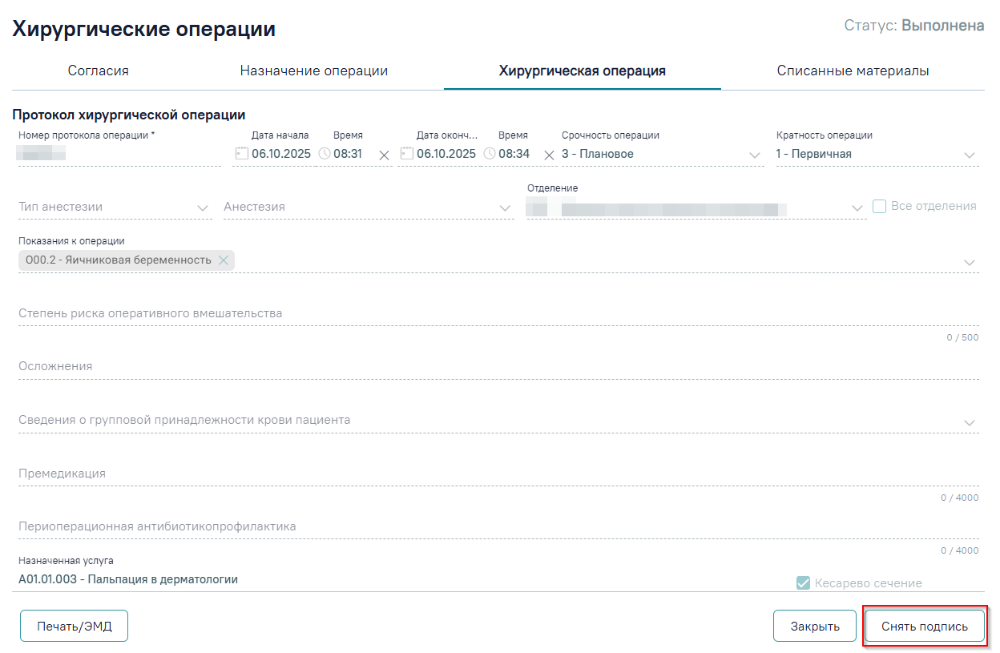 Хирургические операции
Статус: Выполнена
Согласия Назначение операции Хирургическая операция Списанные материалы
Протокол хирургической операции
Номер протокола операции * Дата начала Время Дата оконч... Время Срочность операции Кратность операции
06.10.2025 08:31 06.10.2025 08:34 3 - Плановое 1 - Первичная
Отделение
Тип анестезии Анестезия Все отделения
Показания к операции
O00.2 - Яичниковая беременность
Степень риска оперативного вмешательства
0 / 500
Осложнения
Сведения о групповой принадлежности крови пациента
Премедикация
0 / 4000
Периоперационная антибиотикопрофилактика
0 / 4000
Назначенная услуга
A01.01.003 - Пальпация в дерматологии
Кесарево сечение
Печать/ЭМД Закрыть Снять подпись